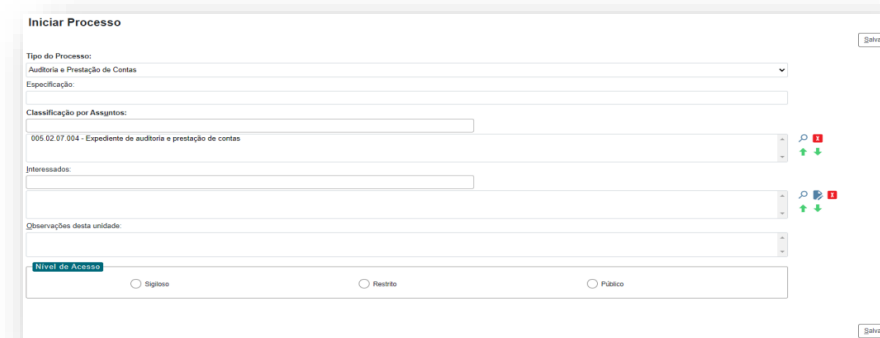 Iniciar Processo
Salva
Tipo do Processo:
Auditoria e Prestação de Contas
Especificação:
Classificação por Assuntos:
005.02.07.004 - Expediente de auditoria e prestação de contas
Interessados:
Observações desta unidade:
Nível de Acesso
Sigiloso
Restrito
Público
Salva